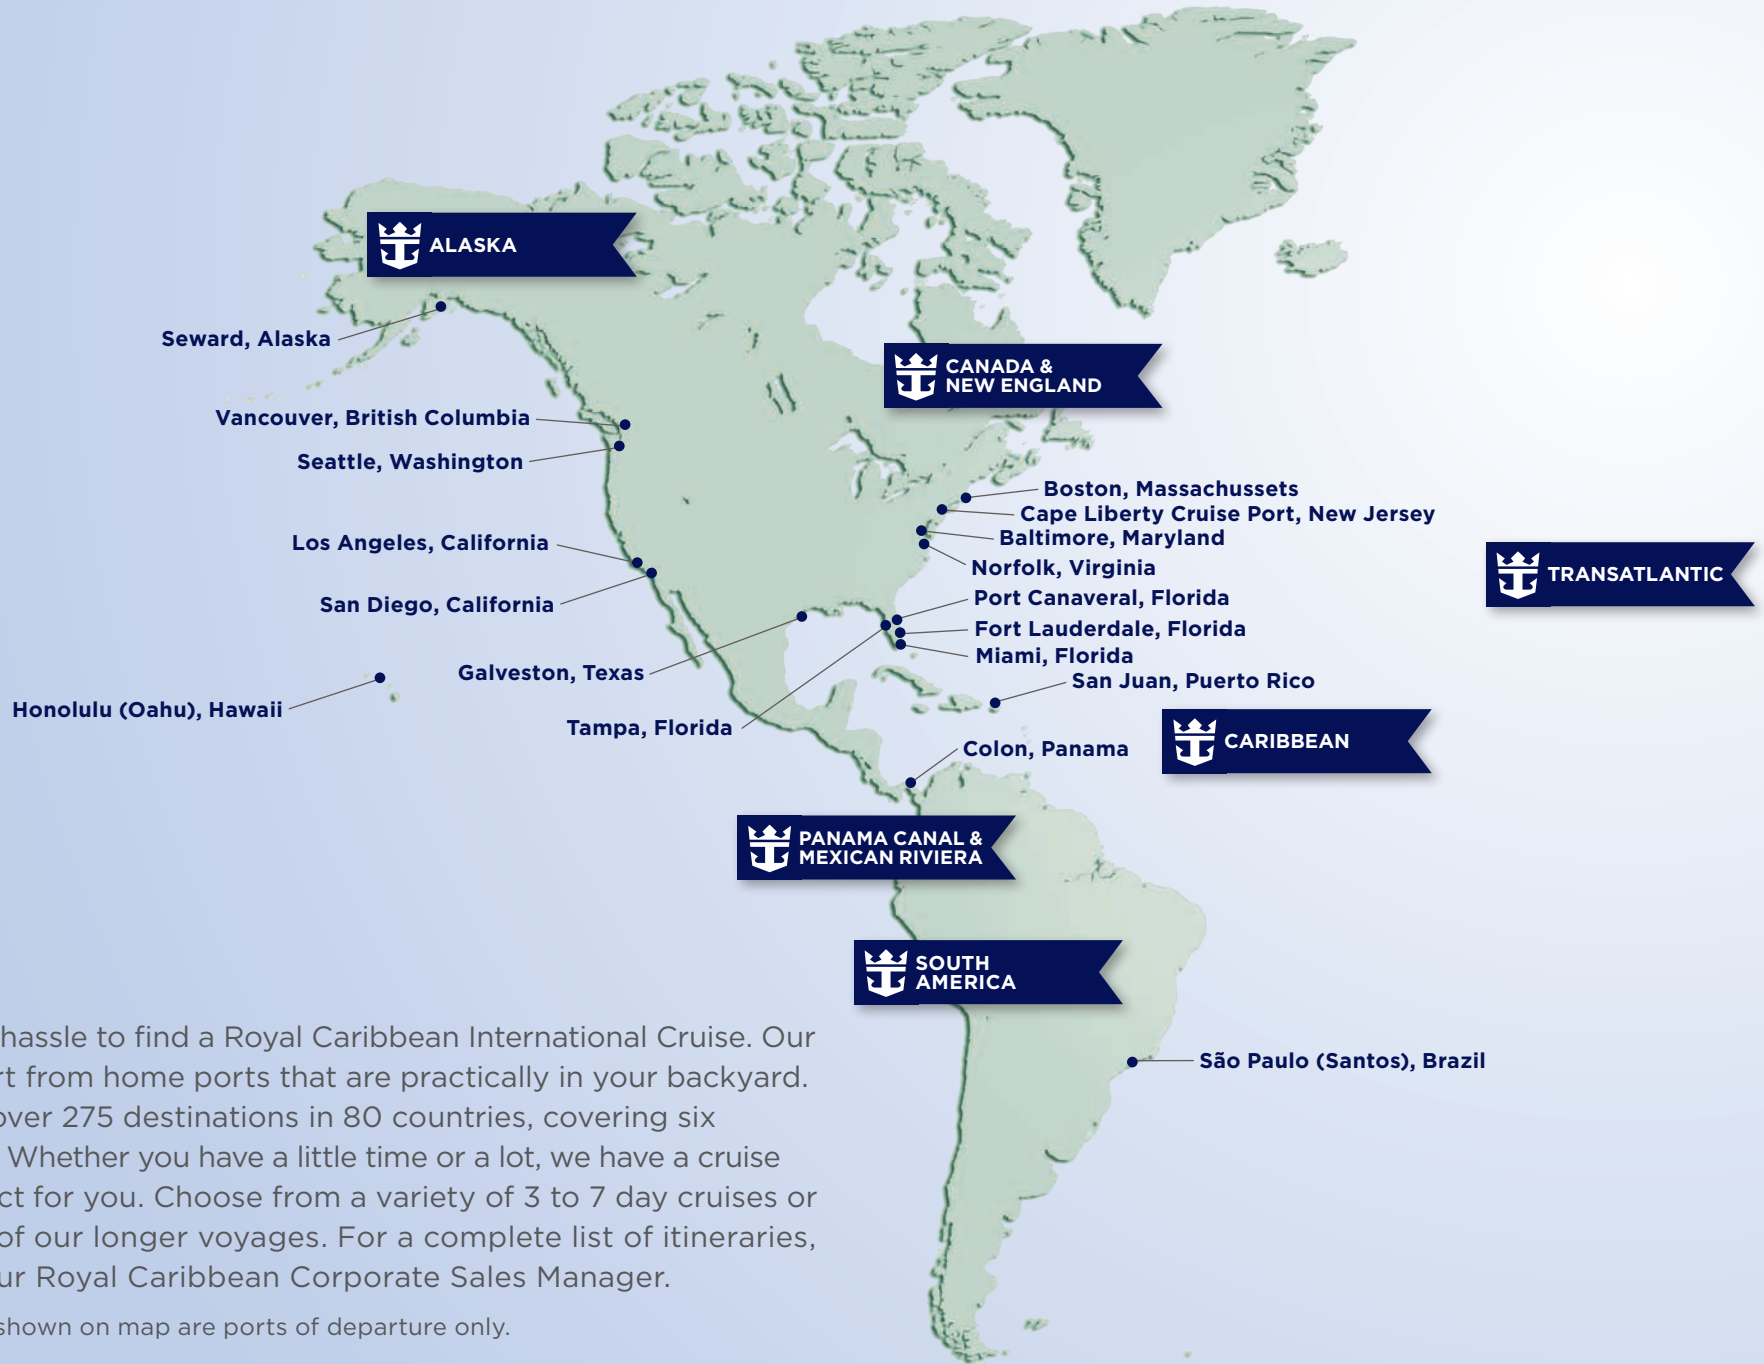 ALASKA
Seward, Alaska
CANADA &
NEW ENGLAND
Vancouver, British Columbia
Seattle, Washington
Boston, Massachussets
Cape Liberty Cruise Port, New Jersey
Baltimore, Maryland
Los Angeles, California
Norfolk, Virginia
TRANSATLANTIC
San Diego, California
Port Canaveral, Florida
Fort Lauderdale, Florida
Miami, Florida
Galveston, Texas
San Juan, Puerto Rico
Honolulu (Oahu), Hawaii
Tampa, Florida
Colon, Panama
CARIBBEAN
PANAMA CANAL &
MEXICAN RIVIERA
SOUTH
AMERICA
São Paulo (Santos), Brazil
hassle to find a Royal Caribbean International Cruise. Our
rt from home ports that are practically in your backyard.
over 275 destinations in 80 countries, covering six
Whether you have a little time or a lot, we have a cruise
ct for you. Choose from a variety of 3 to 7 day cruises or
of our longer voyages. For a complete list of itineraries,
ur Royal Caribbean Corporate Sales Manager.
shown on map are ports of departure only.